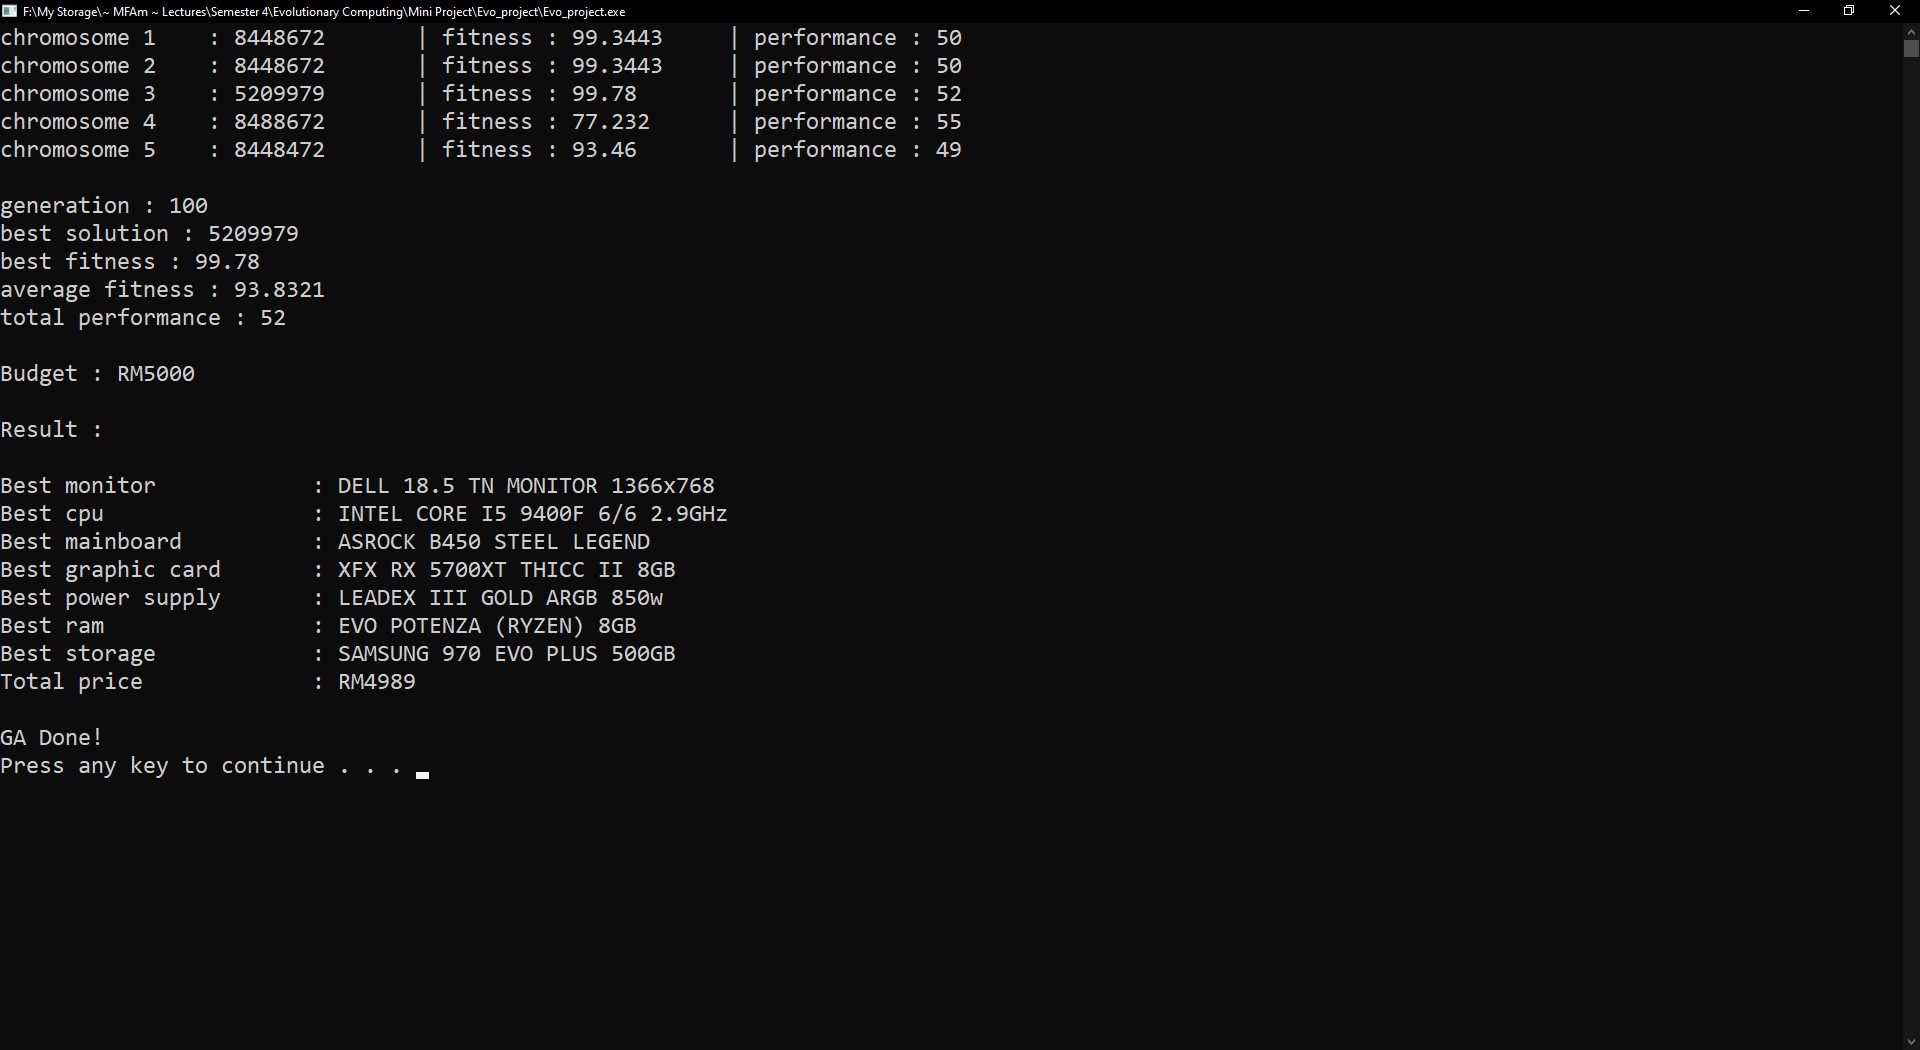 F:\My Storage\~ MFAm ~ Lectures\Semester 4\Evolutionary Computing\Mini Project\Evo_project\Evo_project.exe
chromosome 1    : 8448672       | fitness : 99.3443     | performance : 50
chromosome 2    : 8448672       | fitness : 99.3443     | performance : 50
chromosome 3    : 5209979       | fitness : 99.78       | performance : 52
chromosome 4    : 8488672       | fitness : 77.232      | performance : 55
chromosome 5    : 8448472       | fitness : 93.46       | performance : 49
generation : 100
best solution : 5209979
best fitness : 99.78
average fitness : 93.8321
total performance : 52
Budget : RM5000
Result :
Best monitor            : DELL 18.5 TN MONITOR 1366x768
Best cpu                : INTEL CORE I5 9400F 6/6 2.9GHz
Best mainboard          : ASROCK B450 STEEL LEGEND
Best graphic card       : XFX RX 5700XT THICC II 8GB
Best power supply       : LEADEX III GOLD ARGB 850w
Best ram                : EVO POTENZA (RYZEN) 8GB
Best storage            : SAMSUNG 970 EVO PLUS 500GB
Total price             : RM4989
GA Done!
Press any key to continue . . .